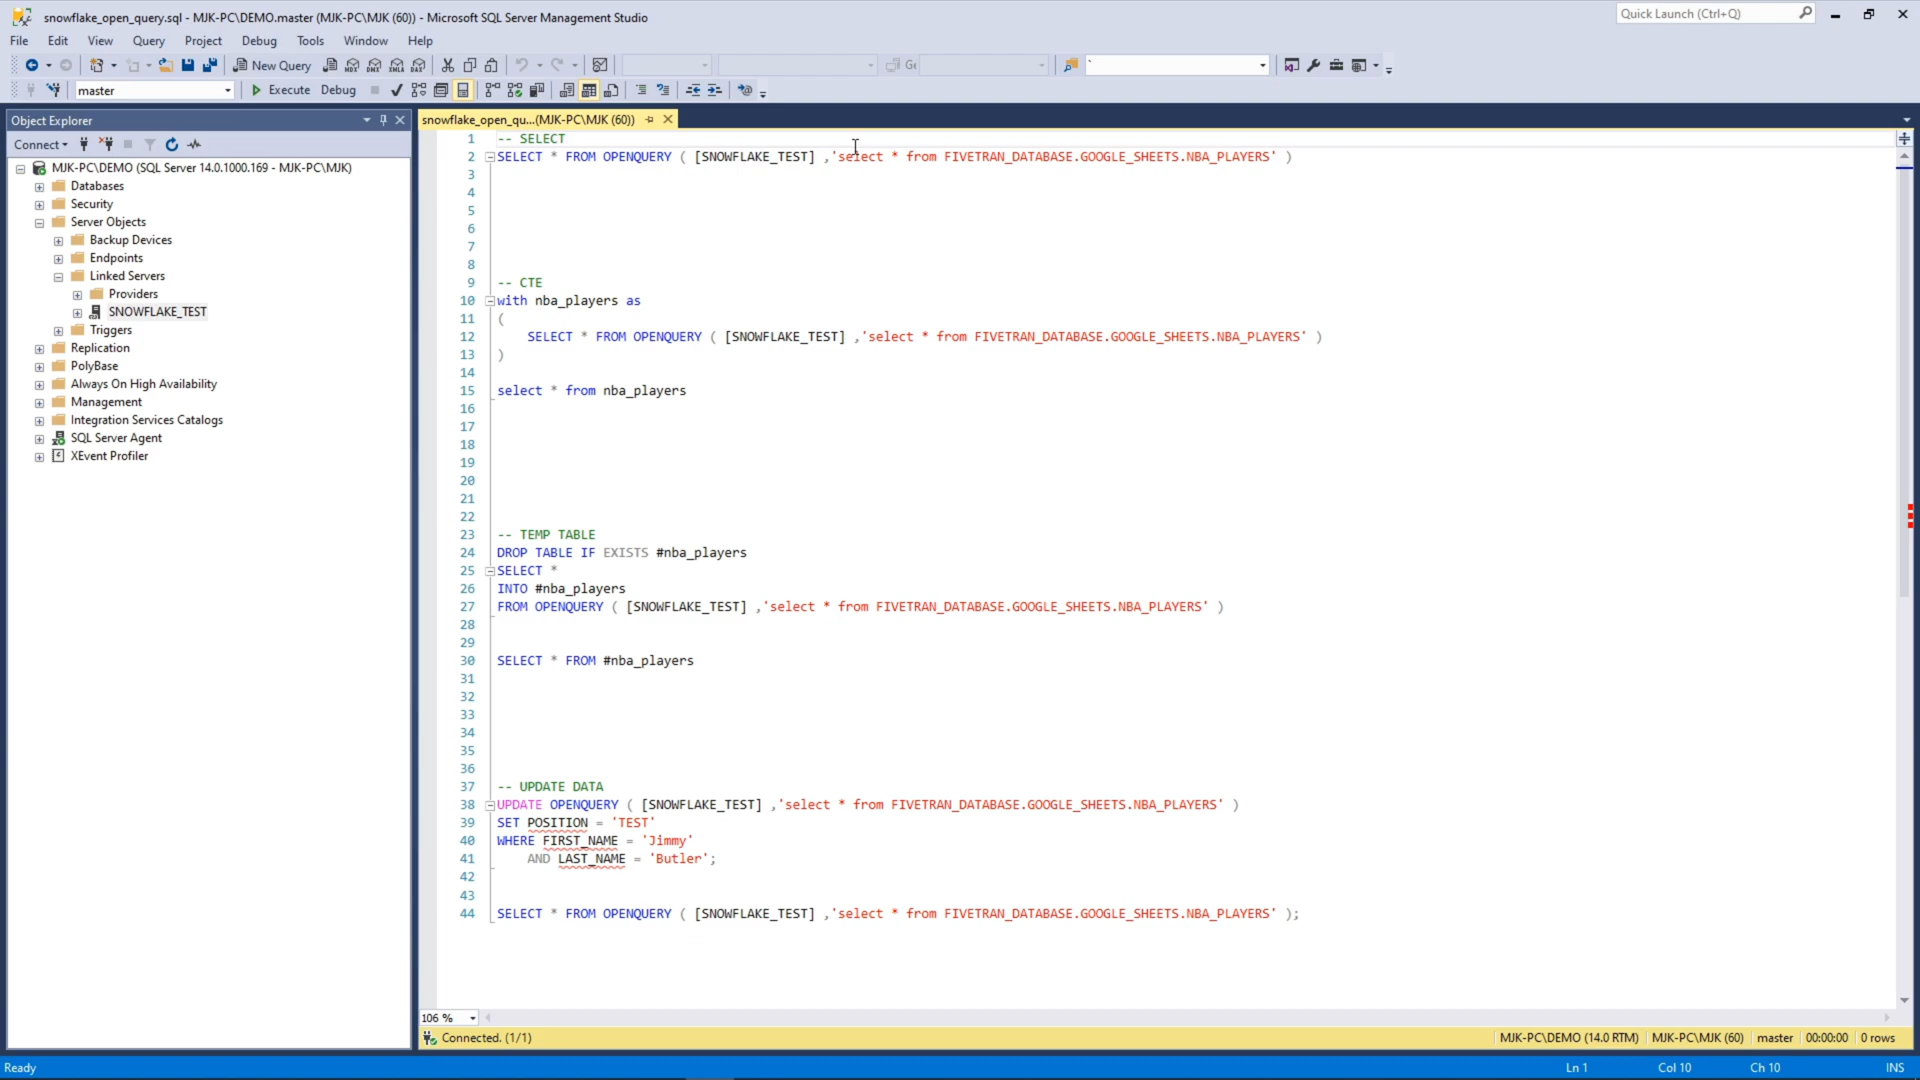 snowflake_open_query.sql - MJK-PC\DEMO.master (MJK-PC\MJK (60)) - Microsoft SQL Server Management Studio
Quick Launch (Ctrl+Q)
File Edit View Query Project Debug Tools Window Help
New Query
master
Execute Debug
Object Explorer
snowflake_open_qu...(MJK-PC\MJK (60))
Connect
MJK-PC\DEMO (SQL Server 14.0.1000.169 - MJK-PC\MJK)
Databases
Security
Server Objects
Backup Devices
Endpoints
Linked Servers
Providers
SNOWFLAKE_TEST
Triggers
Replication
PolyBase
Always On High Availability
Management
Integration Services Catalogs
SQL Server Agent
XEvent Profiler
1 -- SELECT
2 SELECT * FROM OPENQUERY ( [SNOWFLAKE_TEST] ,'select * from FIVETRAN_DATABASE.GOOGLE_SHEETS.NBA_PLAYERS' )
3
4
5
6
7
8
9 -- CTE
10 with nba_players as
11 (
12 SELECT * FROM OPENQUERY ( [SNOWFLAKE_TEST] ,'select * from FIVETRAN_DATABASE.GOOGLE_SHEETS.NBA_PLAYERS' )
13 )
14
15 select * from nba_players
16
17
18
19
20
21
22
23 -- TEMP TABLE
24 DROP TABLE IF EXISTS #nba_players
25 SELECT *
26 INTO #nba_players
27 FROM OPENQUERY ( [SNOWFLAKE_TEST] ,'select * from FIVETRAN_DATABASE.GOOGLE_SHEETS.NBA_PLAYERS' )
28
29
30 SELECT * FROM #nba_players
31
32
33
34
35
36
37 -- UPDATE DATA
38 UPDATE OPENQUERY ( [SNOWFLAKE_TEST] ,'select * from FIVETRAN_DATABASE.GOOGLE_SHEETS.NBA_PLAYERS' )
39 SET POSITION = 'TEST'
40 WHERE FIRST_NAME = 'Jimmy'
41 AND LAST_NAME = 'Butler';
42
43
44 SELECT * FROM OPENQUERY ( [SNOWFLAKE_TEST] ,'select * from FIVETRAN_DATABASE.GOOGLE_SHEETS.NBA_PLAYERS' );
106 %
Connected. (1/1)
MJK-PC\DEMO (14.0 RTM) MJK-PC\MJK (60) master 00:00:00 0 rows
Ready
Ln 1 Col 10 Ch 10 INS